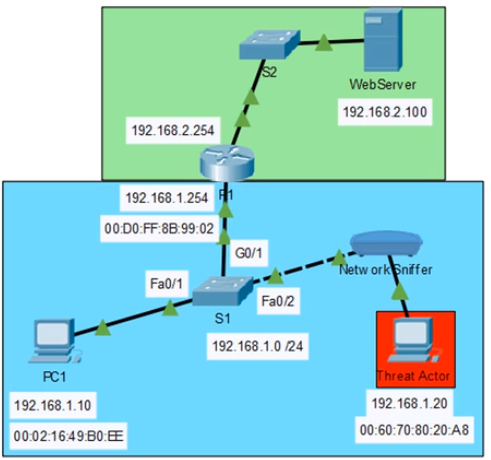 S2
WebServer
192.168.2.100
192.168.2.254
R1
192.168.1.254
00:D0:FF:8B:99:02
G0/1
Network Sniffer
Fa0/1
Fa0/2
S1
192.168.1.0 /24
PC1
Threat Actor
192.168.1.10
192.168.1.20
00:02:16:49:B0:EE
00:60:70:80:20:A8